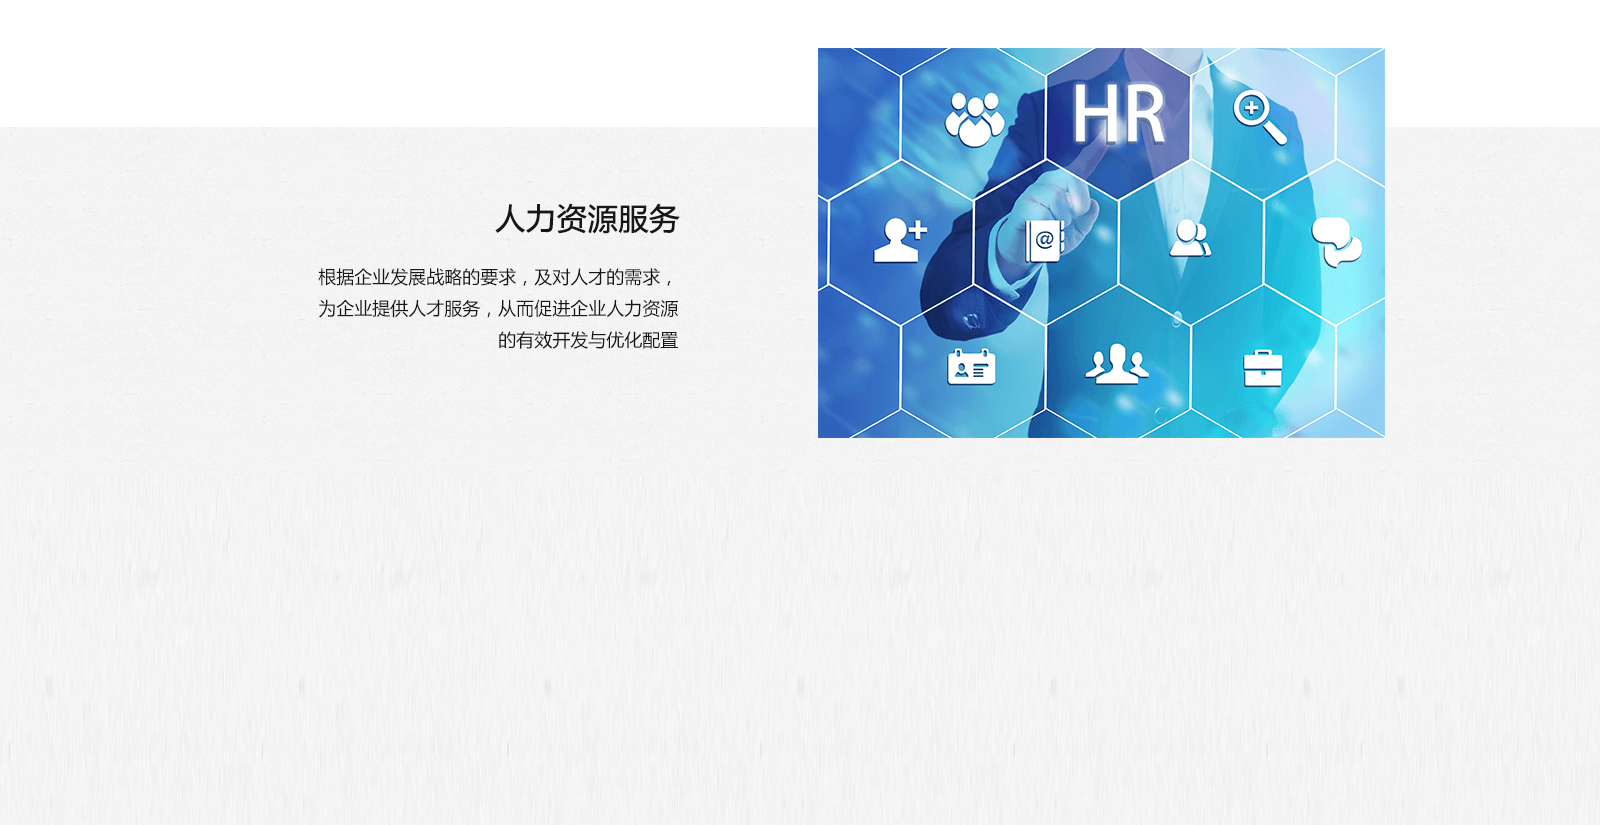 人力资源服务
根据企业发展战略的要求，及对人才的需求，
为企业提供人才服务，从而促进企业人力资源
的有效开发与优化配置
HR
@